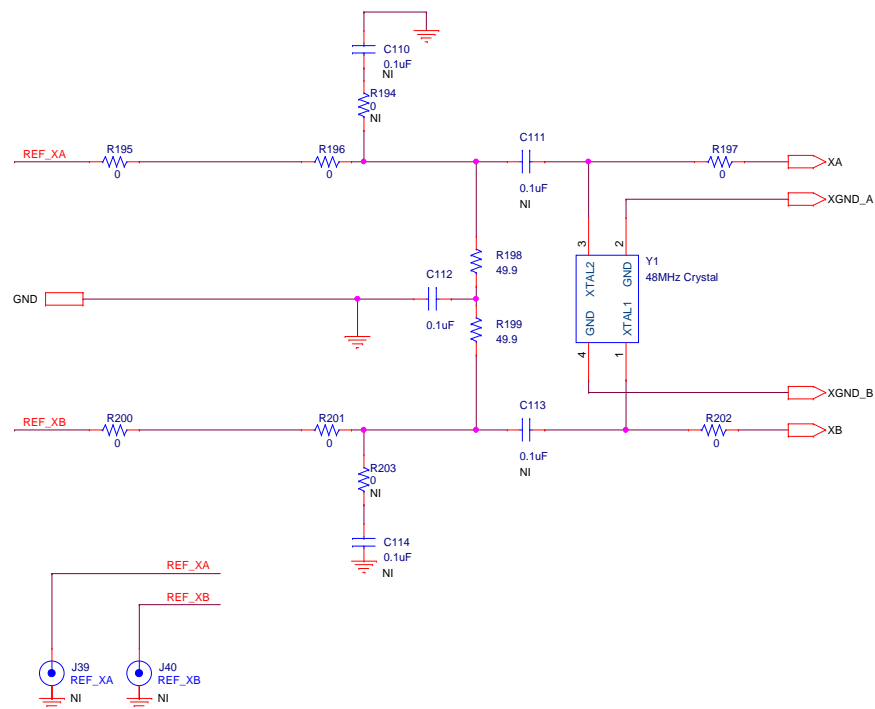 C110
0.1uF
NI
R194
0
NI
C111
0.1uF
NI
REF_XA
R195
0
R196
0
R197
0
XA
XGND_A
3
2
XTAL2
GND
GND
XTAL1
4
1
Y1
48MHz Crystal
R198
49.9
C112
0.1uF
GND
R199
49.9
XGND_B
C113
0.1uF
NI
REF_XB
R200
0
R201
0
R202
0
XB
R203
0
NI
C114
0.1uF
NI
REF_XA
REF_XB
J39
REF_XA
NI
J40
REF_XB
NI